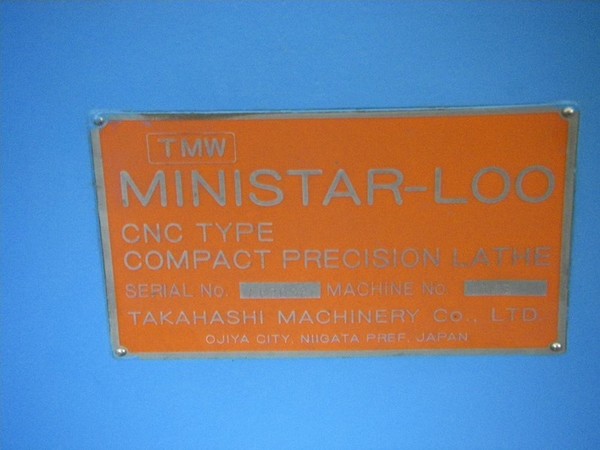 TMW
MINISTAR-LOO
CNC TYPE
COMPACT PRECISION LATHE
SERIAL No. MACHINE No.
TAKAHASHI MACHINERY Co., LTD.
OJIYA CITY, NIIGATA PREF. JAPAN